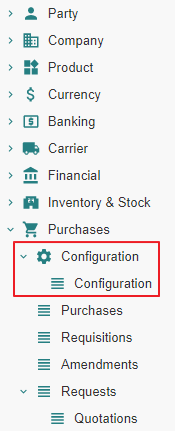 Party
Company
Product
Currency
Banking
Carrier
Financial
Inventory & Stock
Purchases
Configuration
Configuration
Purchases
Requisitions
Amendments
Requests
Quotations